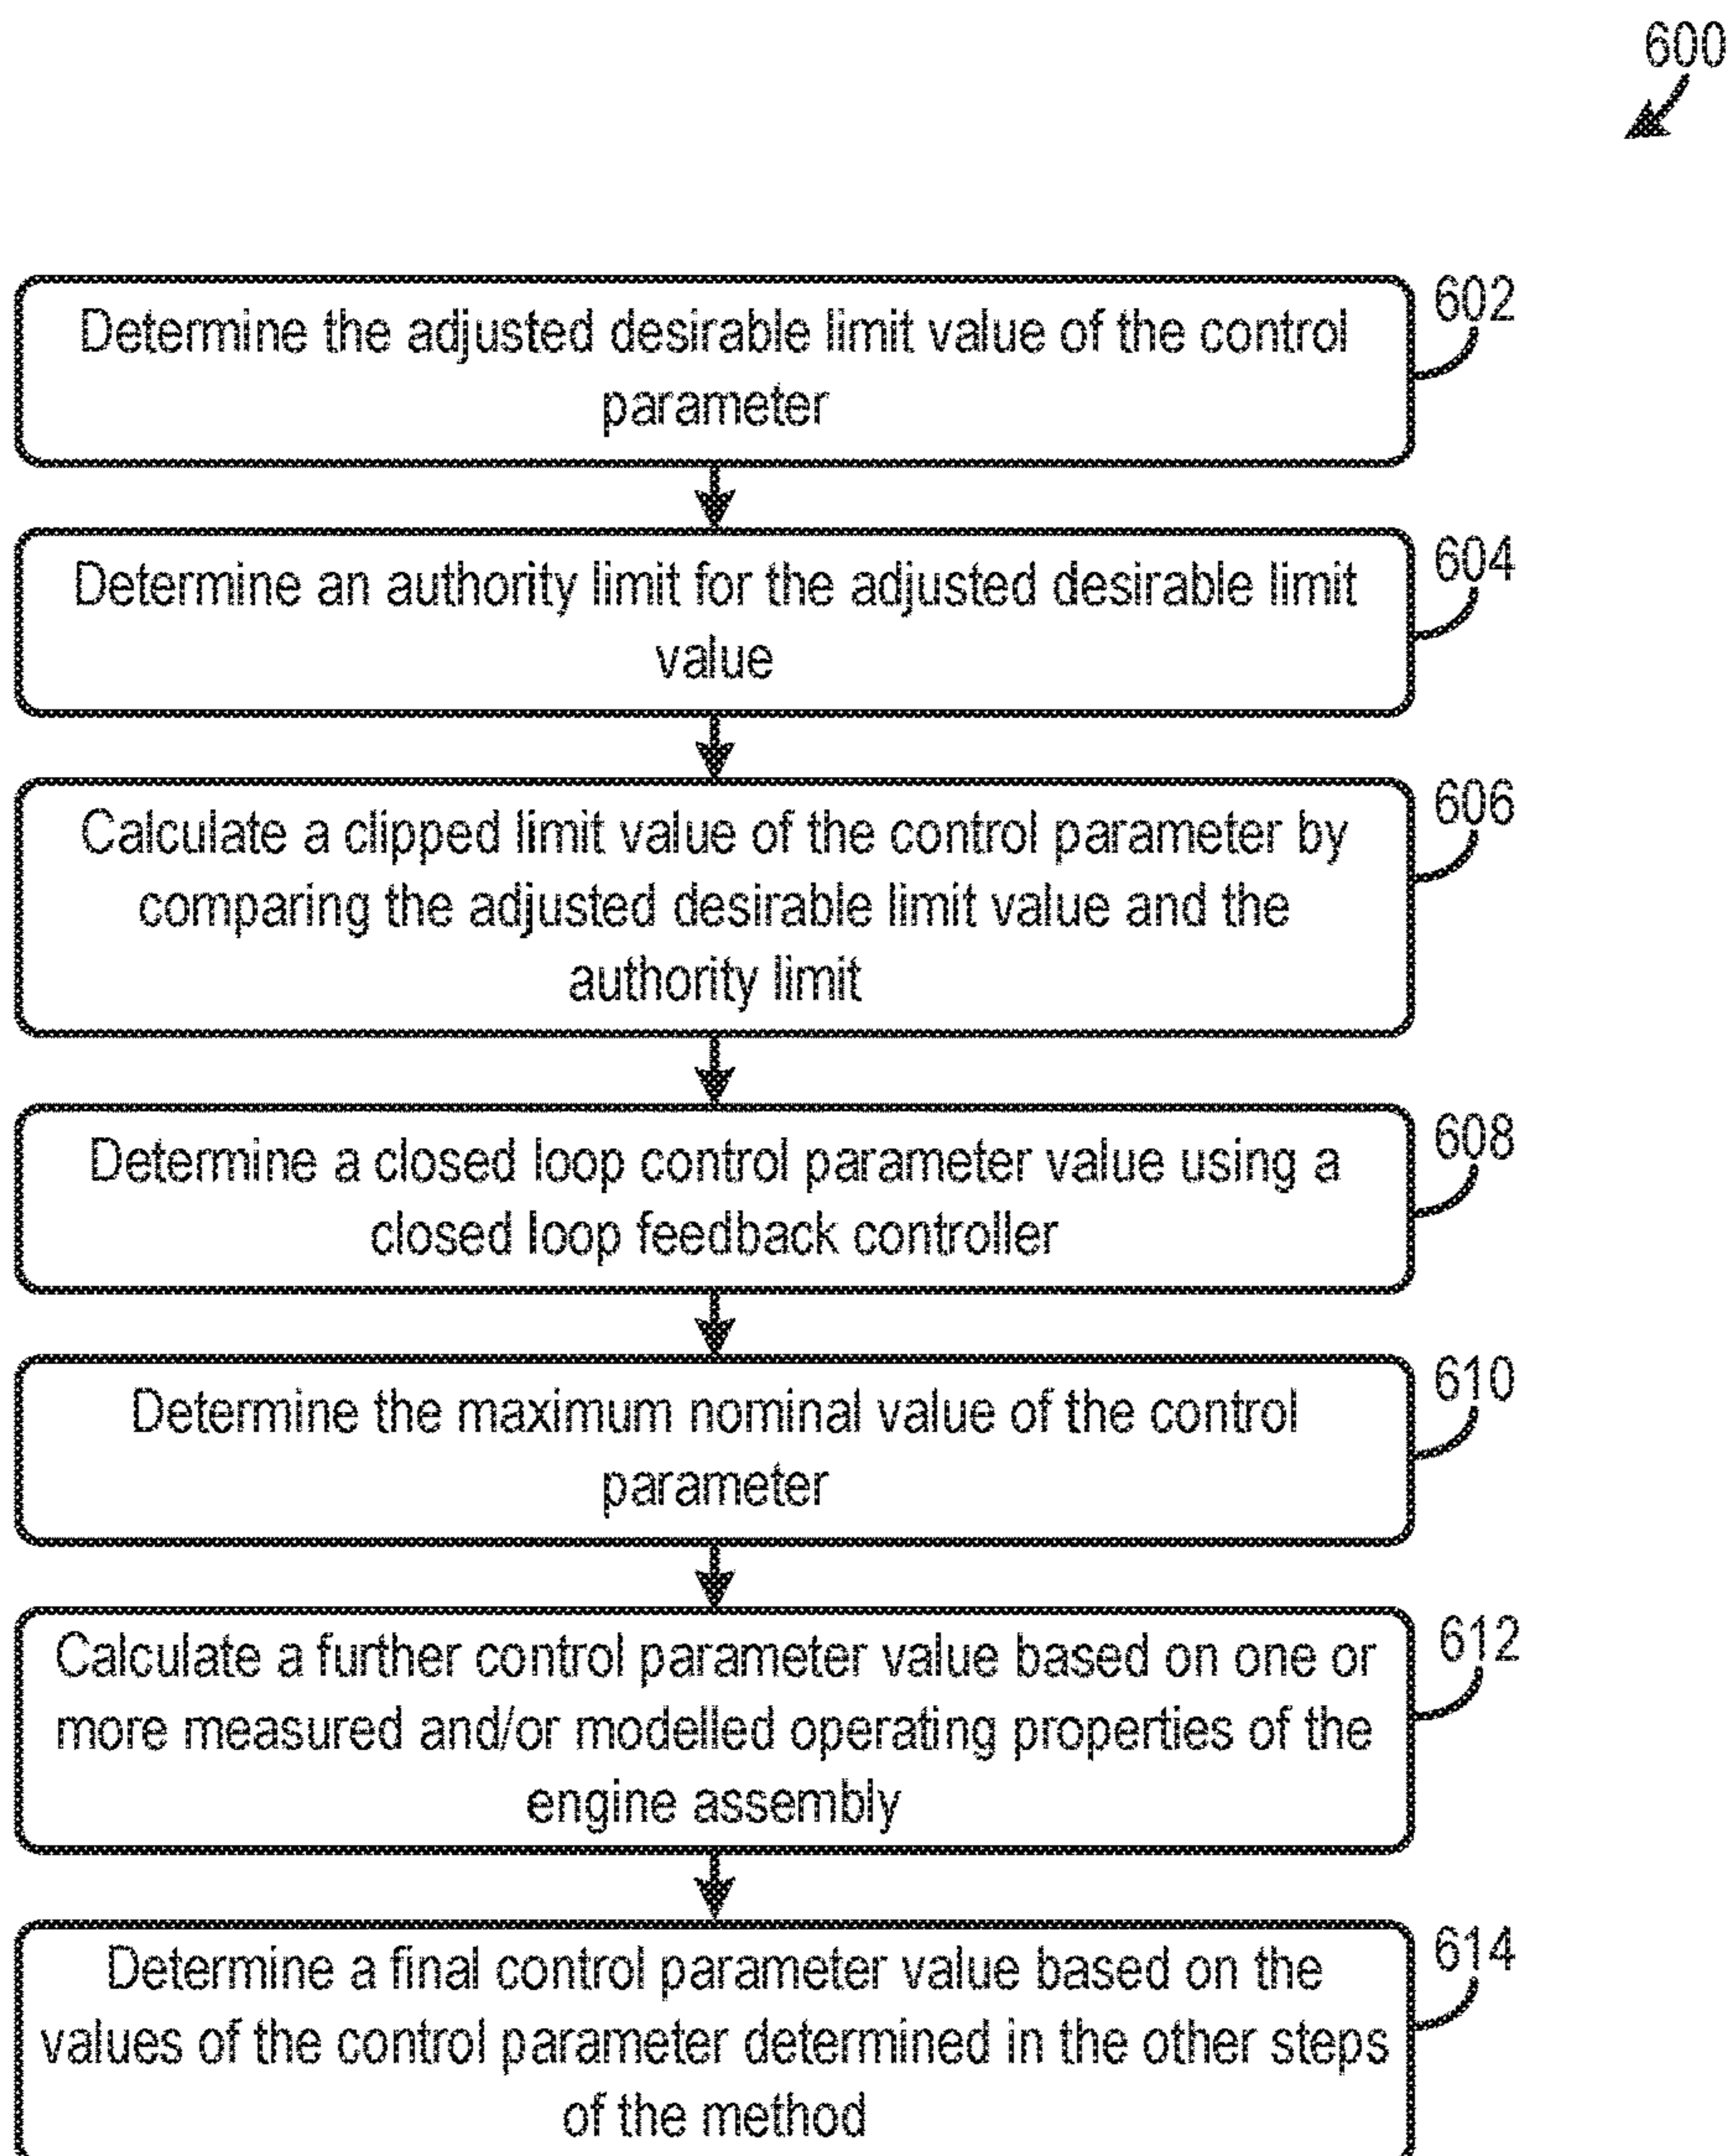 600
Determine the adjusted desirable limit value of the control
parameter
602
Determine an authority limit for the adjusted desirable limit
value
604
Calculate a clipped limit value of the control parameter by
comparing the adjusted desirable limit value and the
authority limit
606
Determine a closed loop control parameter value using a
closed loop feedback controller
608
Determine the maximum nominal value of the control
parameter
610
Calculate a further control parameter value based on one or
more measured and/or modelled operating properties of the
engine assembly
612
Determine a final control parameter value based on the
values of the control parameter determined in the other steps
of the method
614